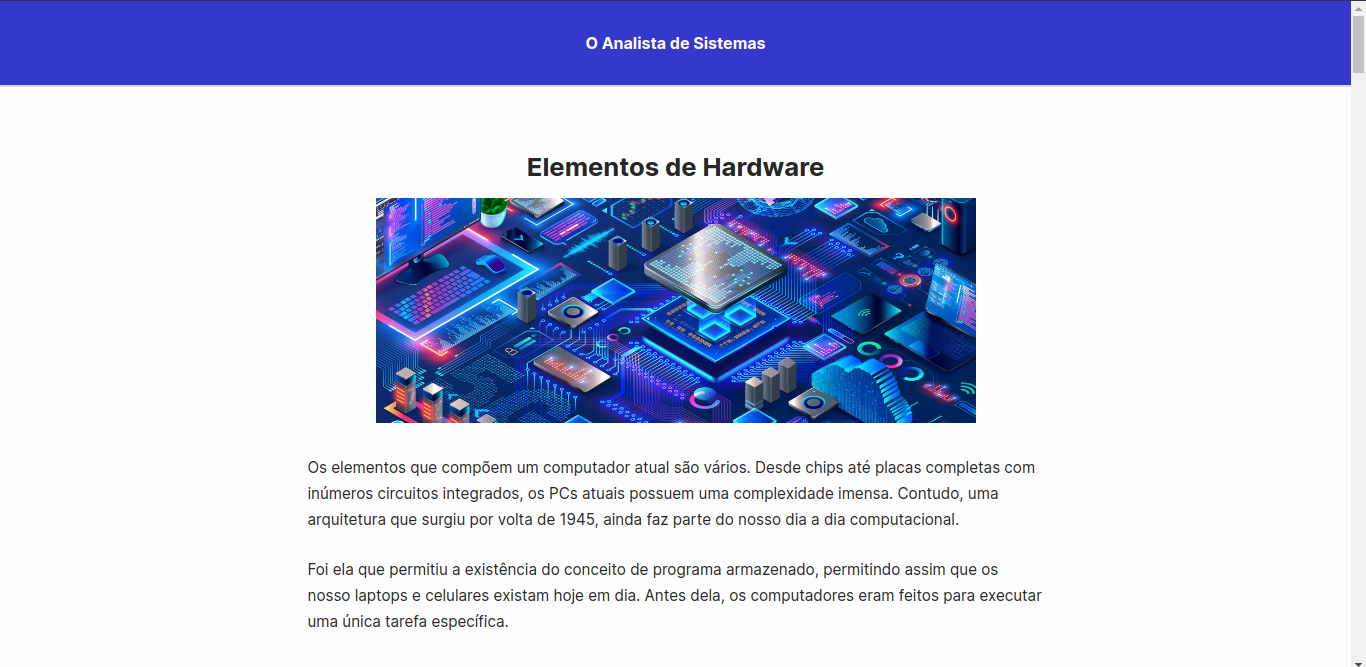 O Analista de Sistemas
Elementos de Hardware
Os elementos que compõem um computador atual são vários. Desde chips até placas completas com
inúmeros circuitos integrados, os PCs atuais possuem uma complexidade imensa. Contudo, uma
arquitetura que surgiu por volta de 1945, ainda faz parte do nosso dia a dia computacional.
Foi ela que permitiu a existência do conceito de programa armazenado, permitindo assim que os
nosso laptops e celulares existam hoje em dia. Antes dela, os computadores eram feitos para executar
uma única tarefa específica.